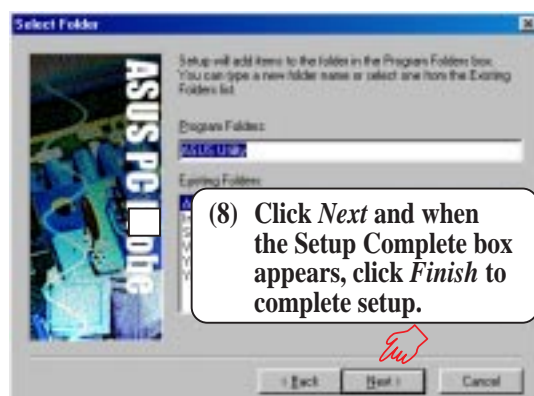 Select Folder
Setup will add items to the folder in the Program Folders box.
You can type a new folder name or select one from the Existing
Folders list.
Program Folders:
ASUS Utility
Existing Folders:
ASUS PC
(8) Click Next and when
the Setup Complete box
appears, click Finish to
complete setup.
< Back
Next >
Cancel